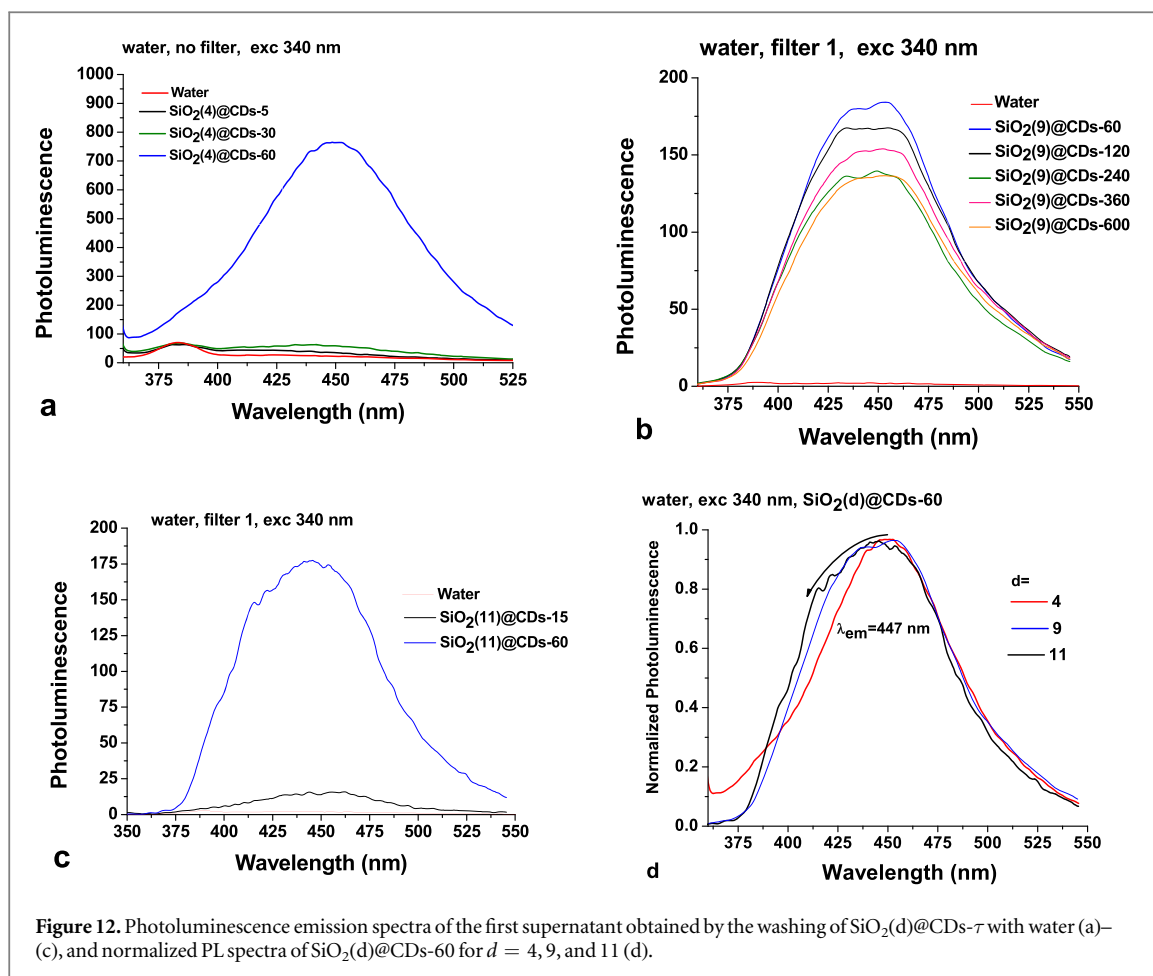 water, no filter, exc 340 nm
1000
900
800
700
600
500
400
300
200
100
0
Photoluminescence
Water
SiO2(4)@CDs-5
SiO2(4)@CDs-30
SiO2(4)@CDs-60
375 400 425 450 475 500 525
Wavelength (nm)
a
water, filter 1, exc 340 nm
200
150
100
50
0
Photoluminescence
Water
SiO2(9)@CDs-60
SiO2(9)@CDs-120
SiO2(9)@CDs-240
SiO2(9)@CDs-360
SiO2(9)@CDs-600
375 400 425 450 475 500 525 550
Wavelength (nm)
b
water, filter 1, exc 340 nm
200
175
150
125
100
75
50
25
0
Photoluminescence
Water
SiO2(11)@CDs-15
SiO2(11)@CDs-60
350 375 400 425 450 475 500 525 550
Wavelength (nm)
c
water, exc 340 nm, SiO2(d)@CDs-60
1.0
0.8
0.6
0.4
0.2
0.0
Normalized Photoluminescence
λem=447 nm
d=
4
9
11
375 400 425 450 475 500 525 550
Wavelength (nm)
d
Figure 12. Photoluminescence emission spectra of the first supernatant obtained by the washing of SiO2(d)@CDs-τ with water (a)–
(c), and normalized PL spectra of SiO2(d)@CDs-60 for d = 4, 9, and 11 (d).